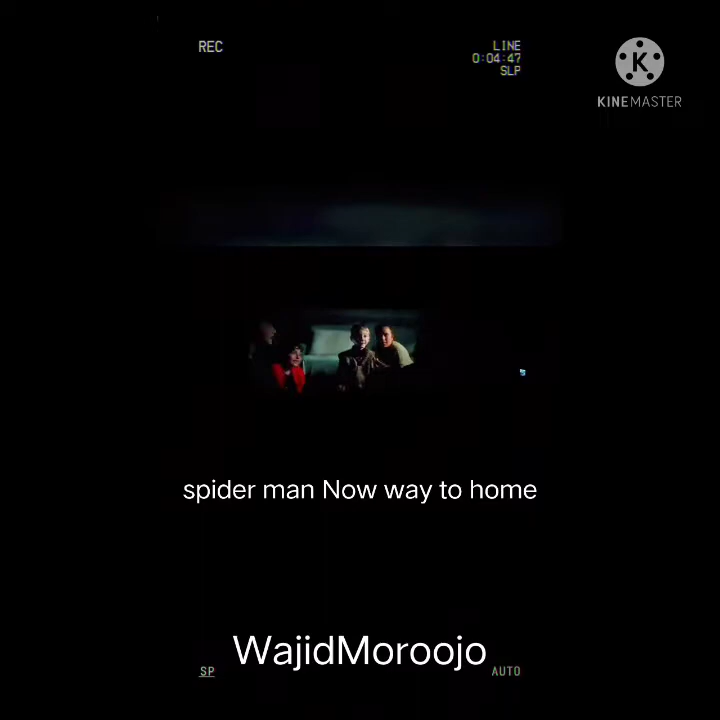 REC
LINE
0:04:47
SLP
K
KINEMASTER
spider man Now way to home
WajidMoroojo
SP
AUTO